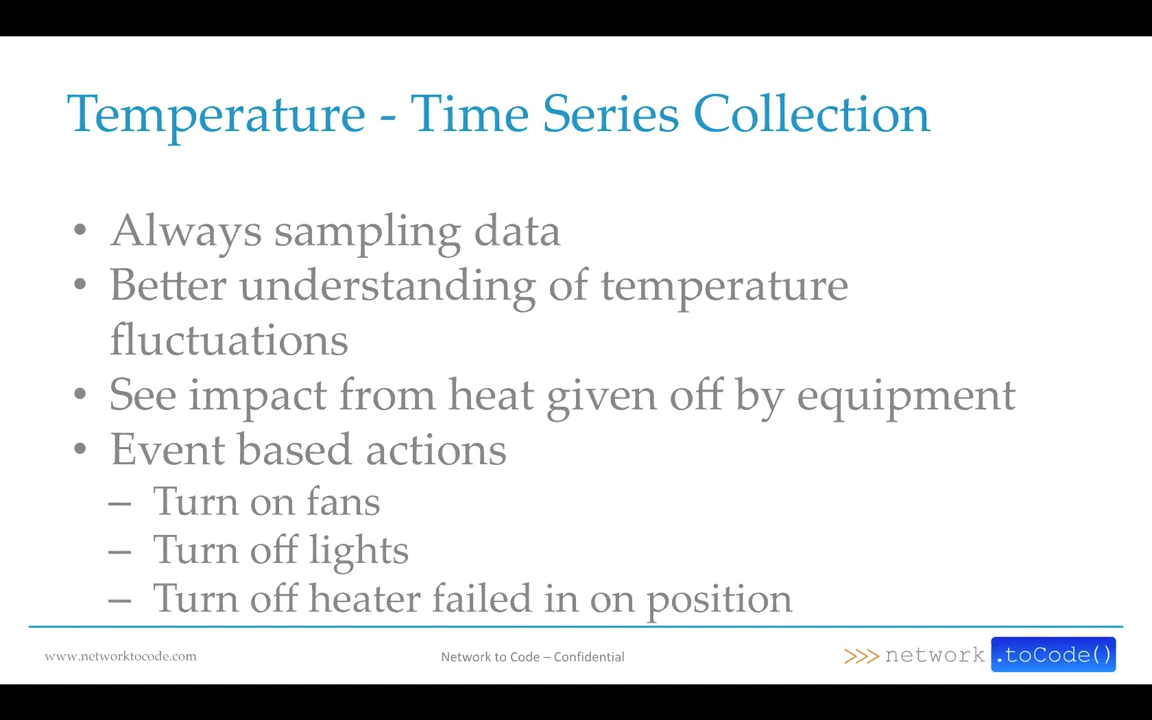 Temperature - Time Series Collection
• Always sampling data
• Better understanding of temperature
fluctuations
• See impact from heat given off by equipment
• Event based actions
– Turn on fans
– Turn off lights
– Turn off heater failed in on position
www.networktocode.com
Network to Code – Confidential
>>> network .toCode()